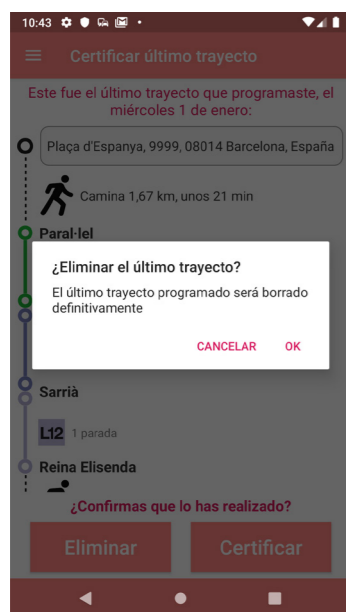 10:43
Certificar último trayecto
Este fue el último trayecto que programaste, el
miércoles 1 de enero:
Plaça d'Espanya, 9999, 08014 Barcelona, España
Camina 1,67 km, unos 21 min
Paral·lel
¿Eliminar el último trayecto?
El último trayecto programado será borrado
definitivamente
CANCELAR OK
Sarrià
L12 1 parada
Reina Elisenda
¿Confirmas que lo has realizado?
Eliminar Certificar